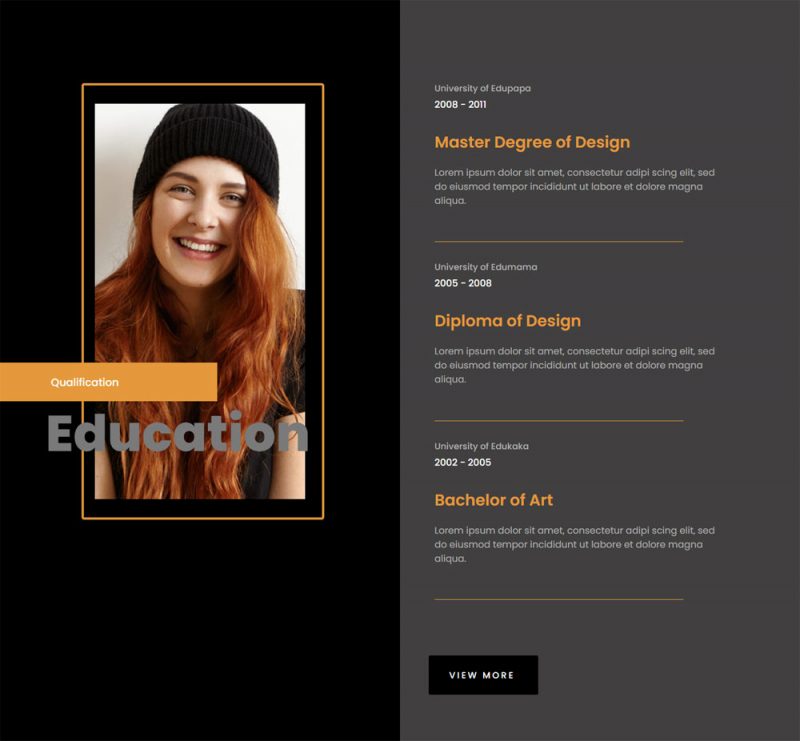 Qualification
Education
University of Edupapa
2008 - 2011
Master Degree of Design
Lorem ipsum dolor sit amet, consectetur adipi scing elit, sed
do eiusmod tempor incididunt ut labore et dolore magna
aliqua.
University of Edumama
2005 - 2008
Diploma of Design
Lorem ipsum dolor sit amet, consectetur adipi scing elit, sed
do eiusmod tempor incididunt ut labore et dolore magna
aliqua.
University of Edukaka
2002 - 2005
Bachelor of Art
Lorem ipsum dolor sit amet, consectetur adipi scing elit, sed
do eiusmod tempor incididunt ut labore et dolore magna
aliqua.
VIEW MORE